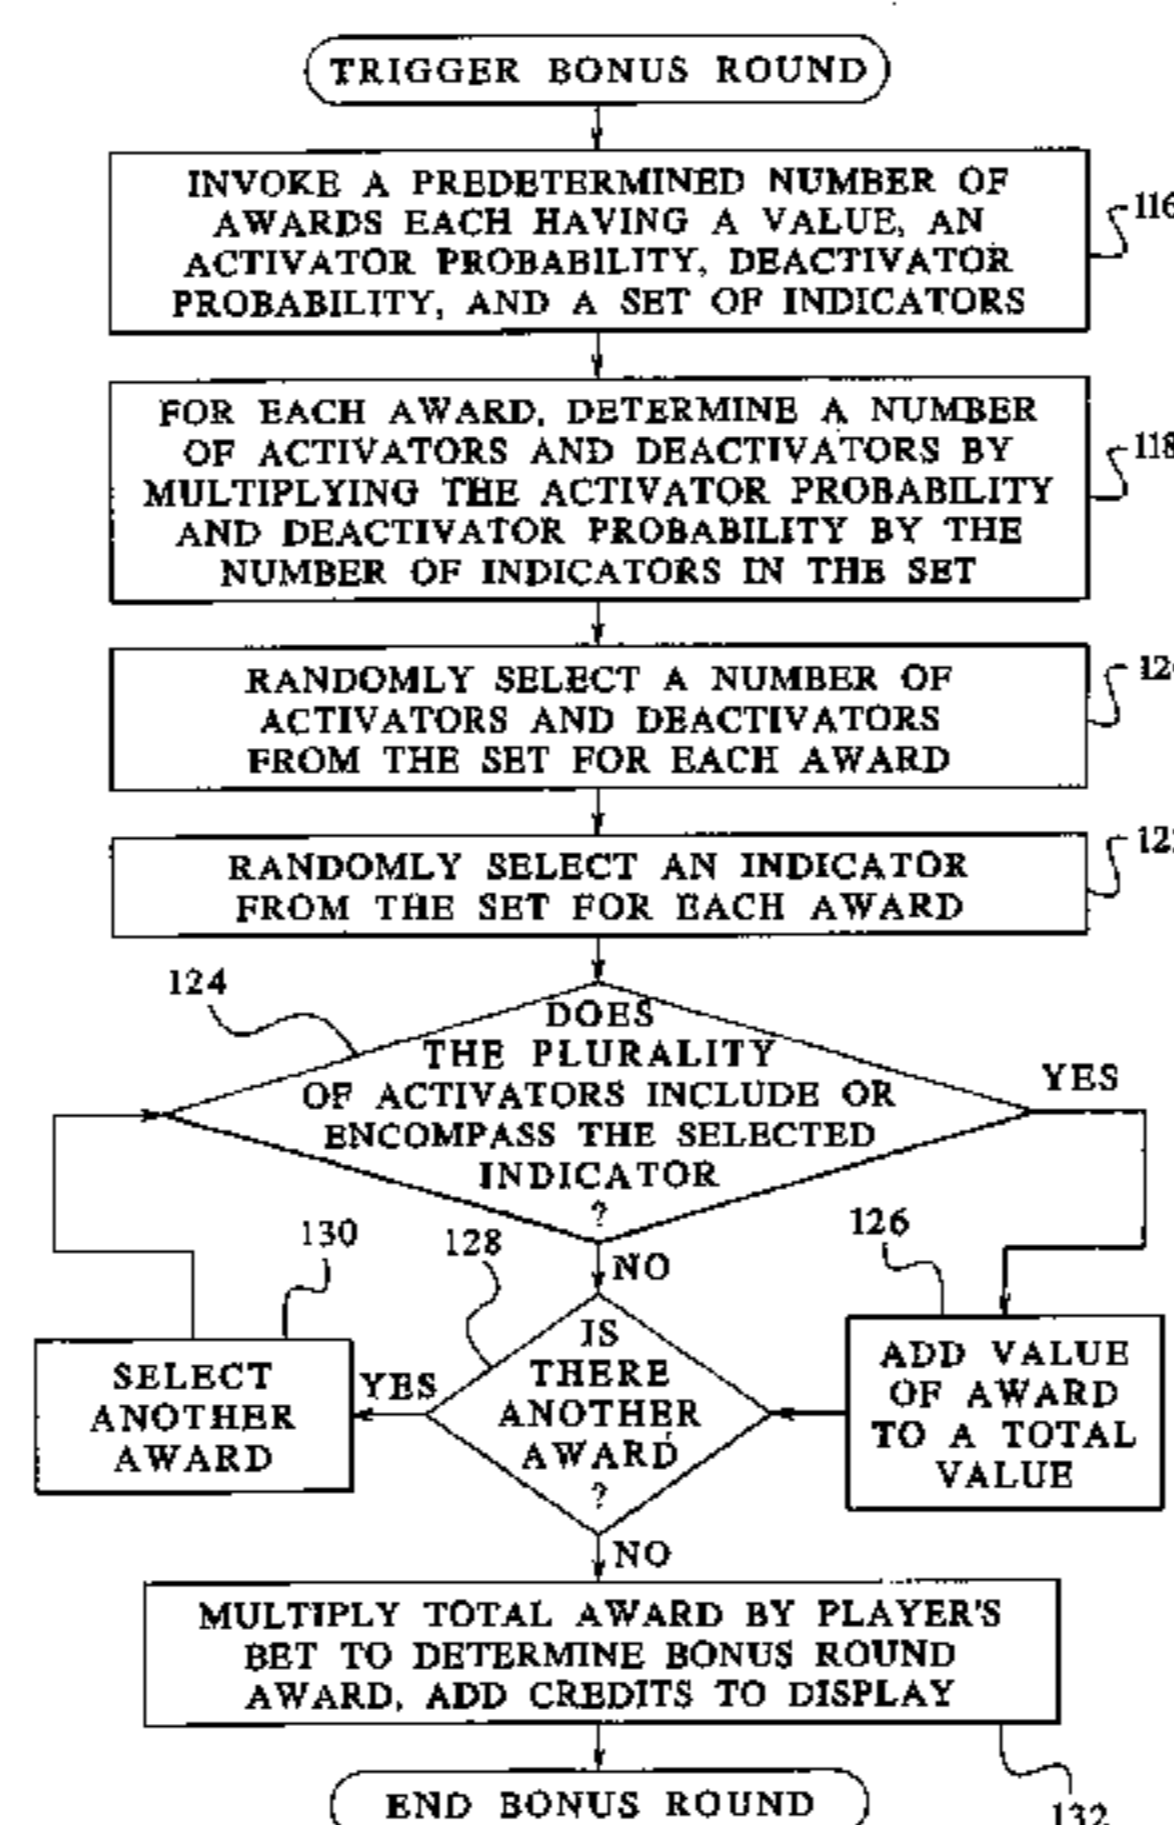 TRIGGER BONUS ROUND
INVOKE A PREDETERMINED NUMBER OF
AWARDS EACH HAVING A VALUE, AN
ACTIVATOR PROBABILITY, DEACTIVATOR
PROBABILITY, AND A SET OF INDICATORS
116
FOR EACH AWARD, DETERMINE A NUMBER
OF ACTIVATORS AND DEACTIVATORS BY
MULTIPLYING THE ACTIVATOR PROBABILITY
AND DEACTIVATOR PROBABILITY BY THE
NUMBER OF INDICATORS IN THE SET
118
RANDOMLY SELECT A NUMBER OF
ACTIVATORS AND DEACTIVATORS
FROM THE SET FOR EACH AWARD
RANDOMLY SELECT AN INDICATOR
FROM THE SET FOR EACH AWARD
124
DOES
THE PLURALITY
OF ACTIVATORS INCLUDE OR
ENCOMPASS THE SELECTED
INDICATOR
?
YES
NO
130
128
126
SELECT
ANOTHER
AWARD
YES
IS
THERE
ANOTHER
AWARD
?
ADD VALUE
OF AWARD
TO A TOTAL
VALUE
NO
MULTIPLY TOTAL AWARD BY PLAYER'S
BET TO DETERMINE BONUS ROUND
AWARD, ADD CREDITS TO DISPLAY
END BONUS ROUND
132